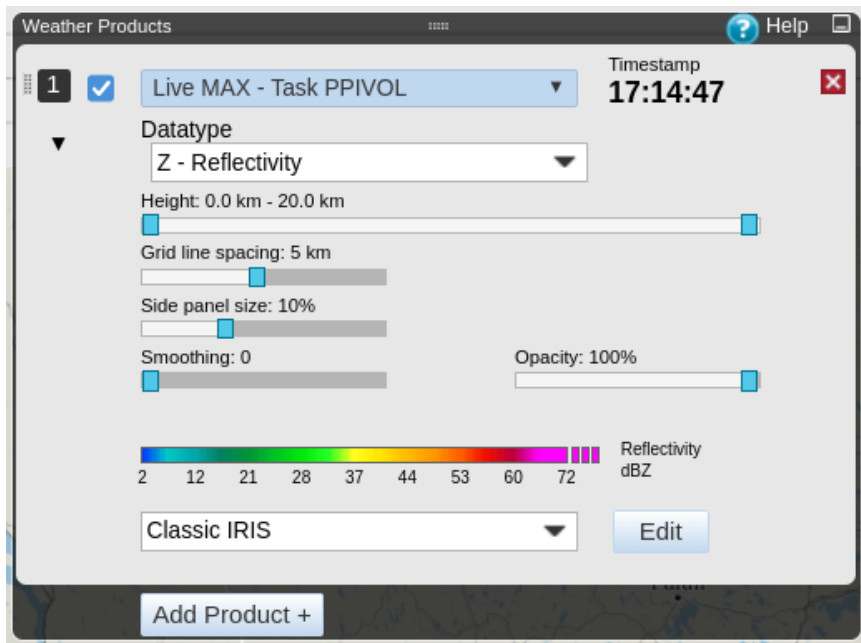 Weather Products
Help
1
Live MAX - Task PPIVOL
Timestamp
17:14:47
Datatype
Z - Reflectivity
Height: 0.0 km - 20.0 km
Grid line spacing: 5 km
Side panel size: 10%
Smoothing: 0
Opacity: 100%
Reflectivity
dBZ
2 12 21 28 37 44 53 60 72
Classic IRIS
Edit
Add Product +